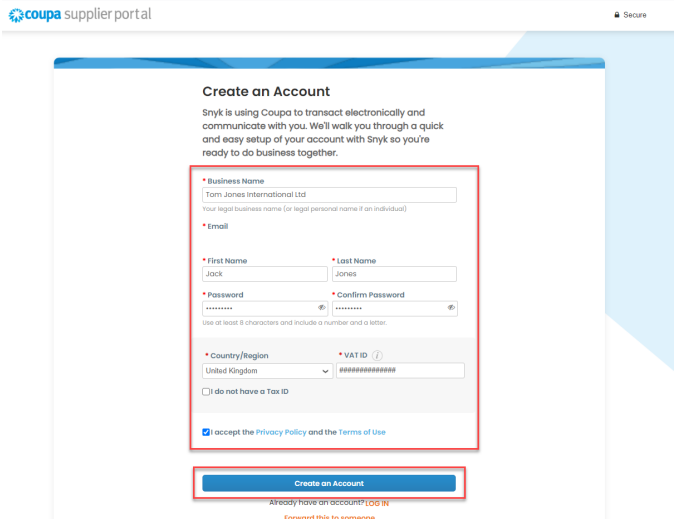 coupa supplier portal
Secure
Create an Account
Snyk is using Coupa to transact electronically and
communicate with you. We'll walk you through a quick
and easy setup of your account with Snyk so you're
ready to do business together.
* Business Name
Tom Jones International Ltd
Your legal business name (or legal personal name if an individual)
* Email
* First Name * Last Name
Jack Jones
* Password * Confirm Password
••••••••• •••••••••
Use at least 8 characters and include a number and a letter.
* Country/Region * VAT ID i
United Kingdom ##############
I do not have a Tax ID
I accept the Privacy Policy and the Terms of Use
Create an Account
Already have an account? LOG IN
Forward this to someone